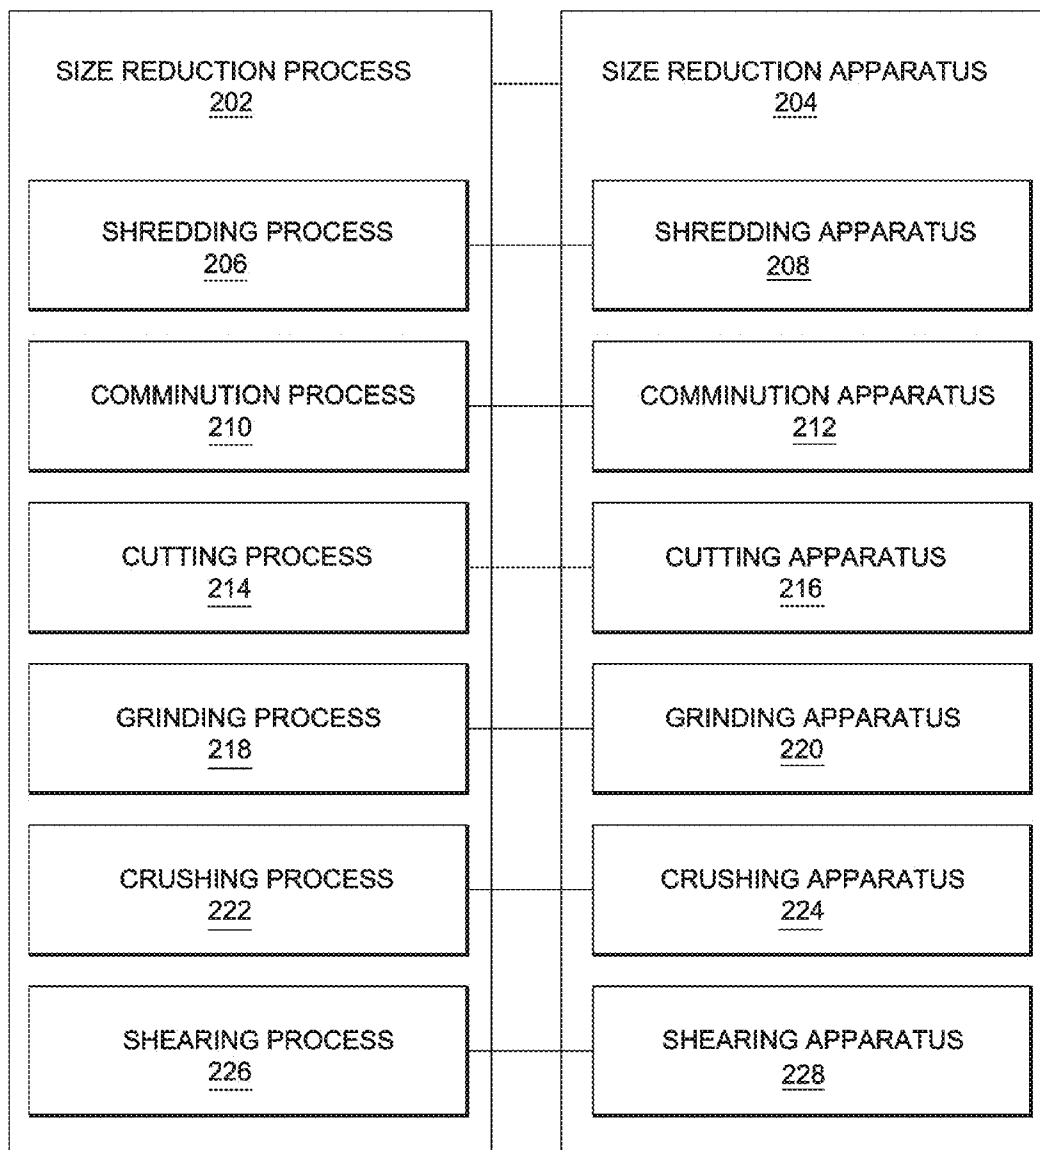 SIZE REDUCTION PROCESS
202
SHREDDING PROCESS
206
COMMINUTION PROCESS
210
CUTTING PROCESS
214
GRINDING PROCESS
218
CRUSHING PROCESS
222
SHEARING PROCESS
226
SIZE REDUCTION APPARATUS
204
SHREDDING APPARATUS
208
COMMINUTION APPARATUS
212
CUTTING APPARATUS
216
GRINDING APPARATUS
220
CRUSHING APPARATUS
224
SHEARING APPARATUS
228